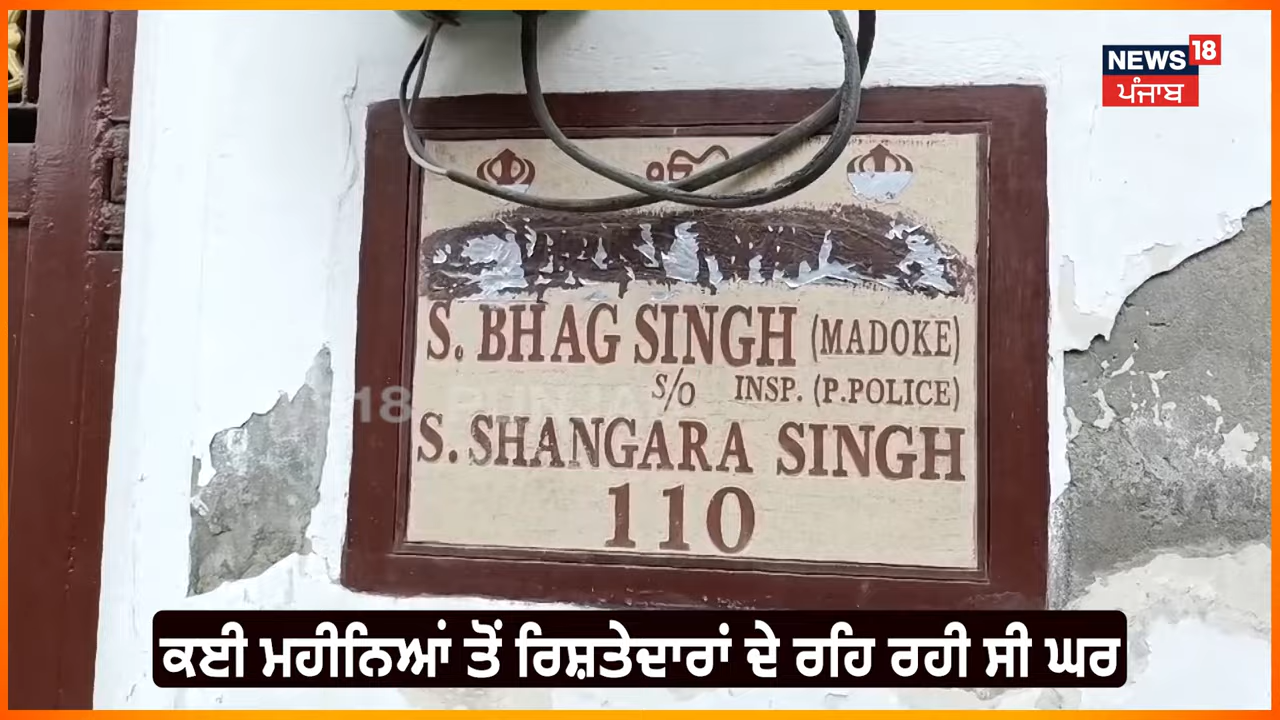 NEWS 18
ਪੰਜਾਬ
ੴ
S. BHAG SINGH (MADOKE)
S/O INSP. (P.POLICE)
S. SHANGARA SINGH
110
ਕਈ ਮਹੀਨਿਆਂ ਤੋਂ ਰਿਸ਼ਤੇਦਾਰਾਂ ਦੇ ਰਹਿ ਰਹੀ ਸੀ ਘਰ